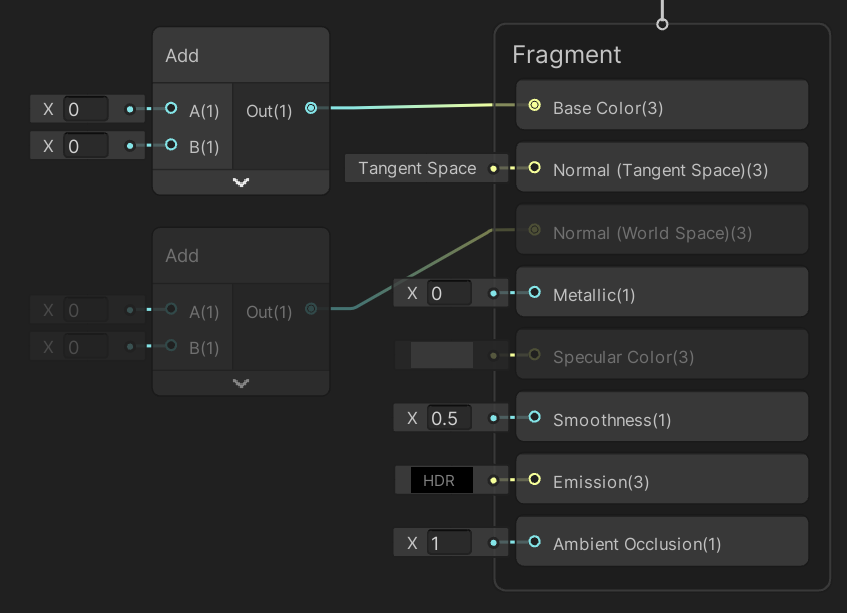 Add
X 0
A(1)
Out(1)
X 0
B(1)
Add
X 0
A(1)
Out(1)
X 0
B(1)
Fragment
Base Color(3)
Tangent Space
Normal (Tangent Space)(3)
Normal (World Space)(3)
X 0
Metallic(1)
Specular Color(3)
X 0.5
Smoothness(1)
HDR
Emission(3)
X 1
Ambient Occlusion(1)